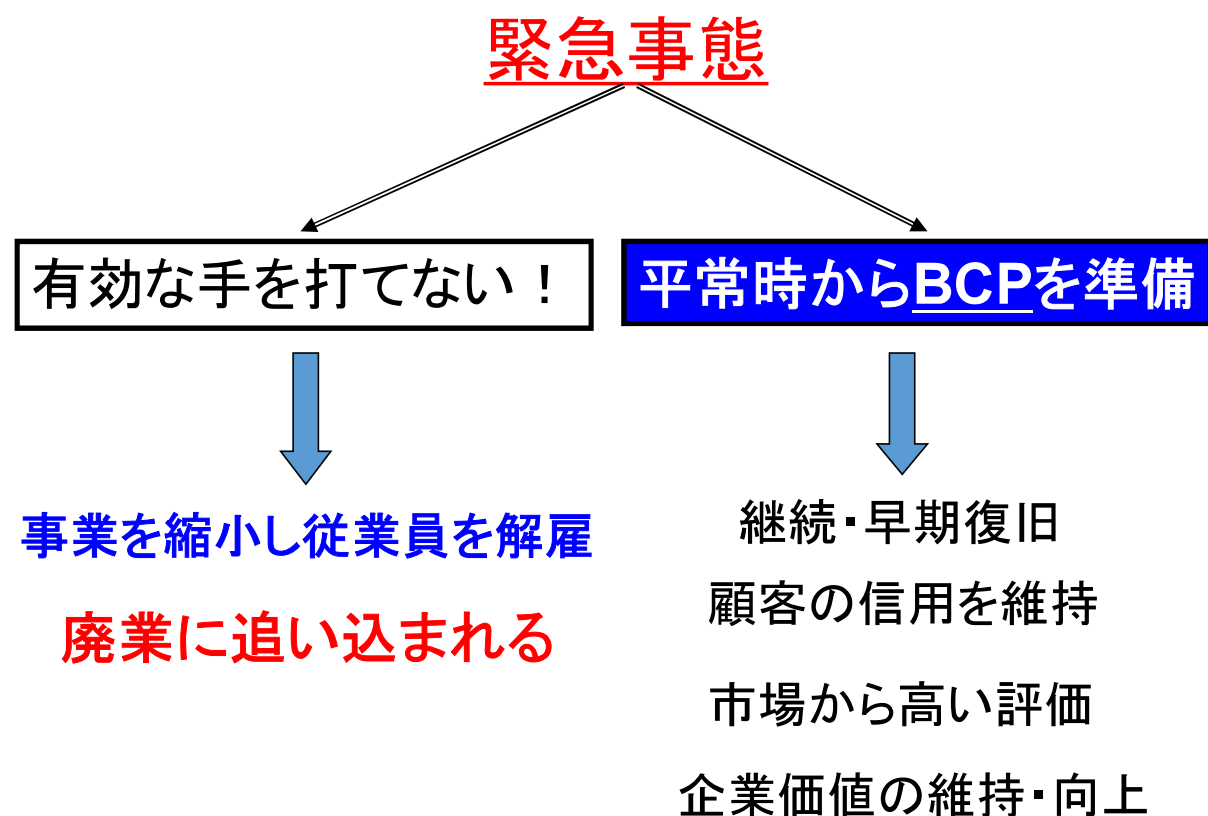 緊急事態
有効な手を打てない！
平常時からBCPを準備
事業を縮小し従業員を解雇
廃業に追い込まれる
継続・早期復旧
顧客の信用を維持
市場から高い評価
企業価値の維持・向上